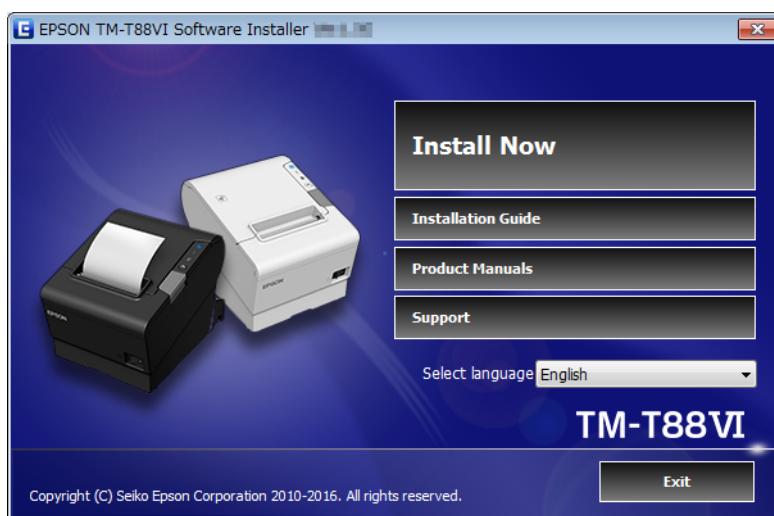 EPSON TM-T88VI Software Installer
Install Now
Installation Guide
Product Manuals
Support
Select language English
TM-T88VI
Exit
Copyright (C) Seiko Epson Corporation 2010-2016. All rights reserved.
EPSON
EPSON